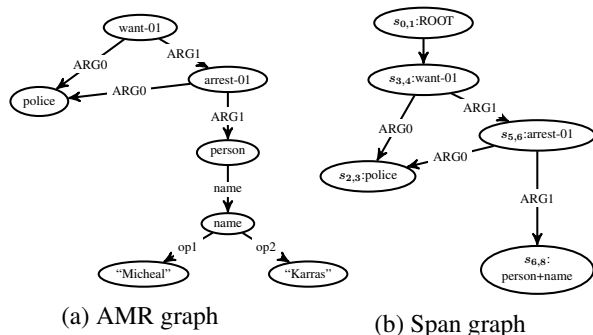 want-01
ARG0
ARG1
police
ARG0
arrest-01
ARG1
person
name
name
op1
op2
“Micheal”
“Karras”
(a) AMR graph
s0,1:ROOT
s3,4:want-01
ARG1
ARG0
s5,6:arrest-01
ARG0
s2,3:police
ARG1
s6,8:
person+name
(b) Span graph